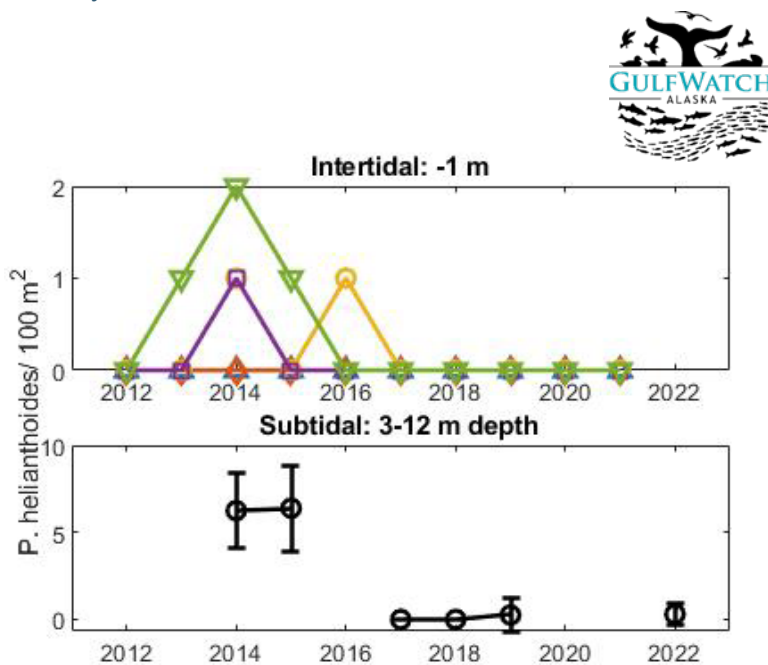 GULFWATCH
ALASKA
Intertidal: -1 m
2
1
0
2012 2014 2016 2018 2020 2022
P. helianthoides/ 100 m²
Subtidal: 3-12 m depth
10
5
0
2012 2014 2016 2018 2020 2022